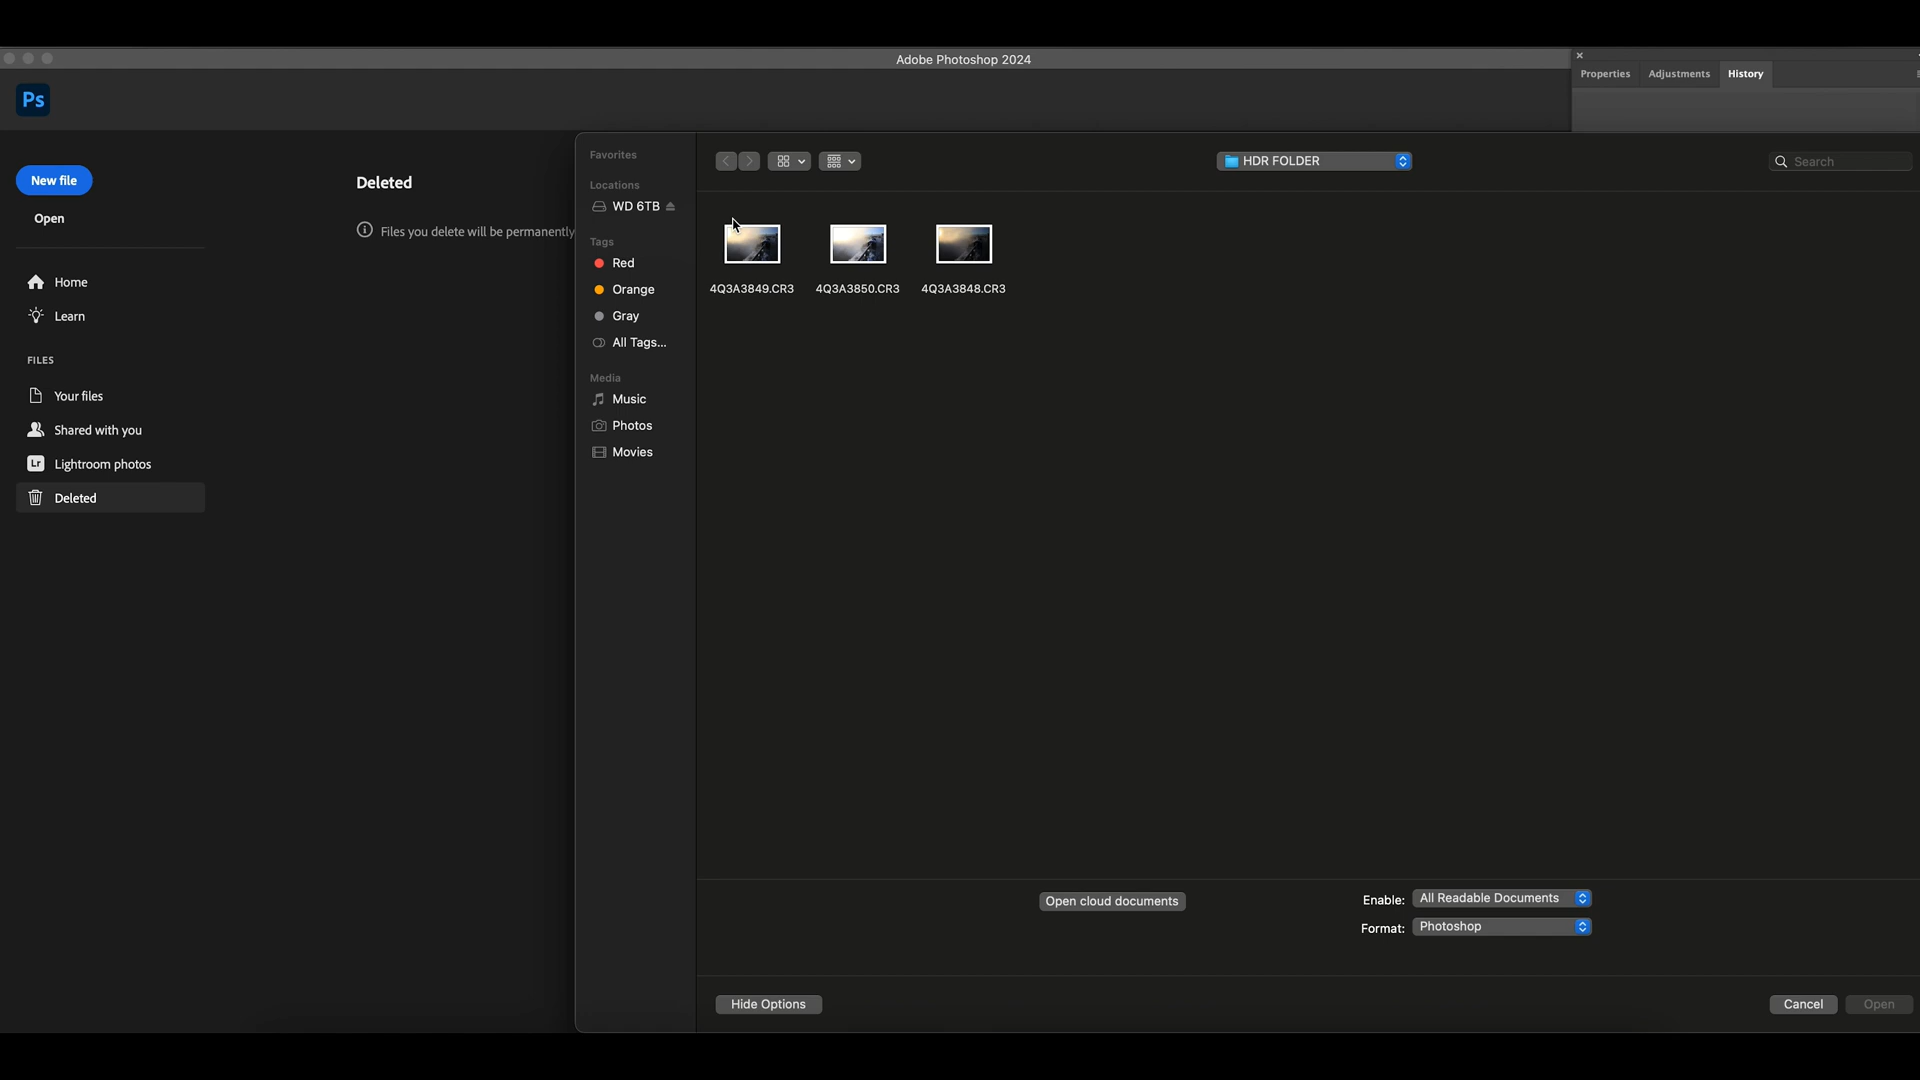 Adobe Photoshop 2024
Properties Adjustments History
Ps
New file
Open
Home
Learn
FILES
Your files
Shared with you
Lr Lightroom photos
Deleted
Deleted
Files you delete will be permanently
Favorites
Locations
WD 6TB
Tags
Red
Orange
Gray
All Tags...
Media
Music
Photos
Movies
HDR FOLDER
Search
4Q3A3849.CR3 4Q3A3850.CR3 4Q3A3848.CR3
Open cloud documents
Enable: All Readable Documents
Format: Photoshop
Hide Options
Cancel Open